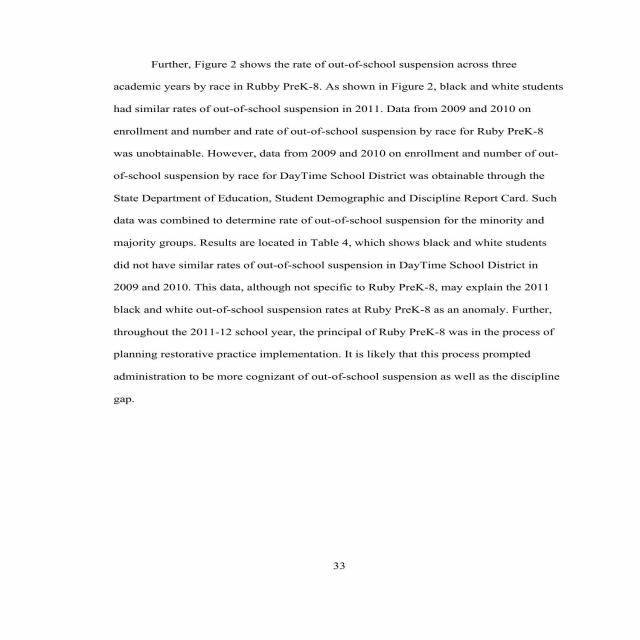 Further, Figure 2 shows the rate of out-of-school suspension across three
academic years by race in Rubby PreK-8. As shown in Figure 2, black and white students
had similar rates of out-of-school suspension in 2011. Data from 2009 and 2010 on
enrollment and number and rate of out-of-school suspension by race for Ruby PreK-8
was unobtainable. However, data from 2009 and 2010 on enrollment and number of out-
of-school suspension by race for DayTime School District was obtainable through the
State Department of Education, Student Demographic and Discipline Report Card. Such
data was combined to determine rate of out-of-school suspension for the minority and
majority groups. Results are located in Table 4, which shows black and white students
did not have similar rates of out-of-school suspension in DayTime School District in
2009 and 2010. This data, although not specific to Ruby PreK-8, may explain the 2011
black and white out-of-school suspension rates at Ruby PreK-8 as an anomaly. Further,
throughout the 2011-12 school year, the principal of Ruby PreK-8 was in the process of
planning restorative practice implementation. It is likely that this process prompted
administration to be more cognizant of out-of-school suspension as well as the discipline
gap.
33